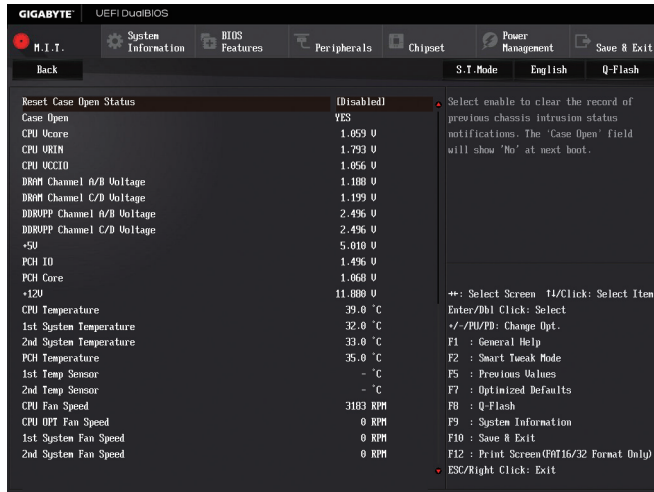 GIGABYTE™ UEFI DualBIOS
M.I.T. System Information BIOS Features Peripherals Chipset Power Management Save & Exit
Back S.T.Mode English Q-Flash
Reset Case Open Status [Disabled]
Case Open YES
CPU Vcore 1.059 V
CPU VRIN 1.793 V
CPU VCCIO 1.056 V
DRAM Channel A/B Voltage 1.188 V
DRAM Channel C/D Voltage 1.199 V
DDRVPP Channel A/B Voltage 2.496 V
DDRVPP Channel C/D Voltage 2.496 V
+5V 5.010 V
PCH IO 1.496 V
PCH Core 1.068 V
+12V 11.880 V
CPU Temperature 39.0 °C
1st System Temperature 32.0 °C
2nd System Temperature 33.0 °C
PCH Temperature 35.0 °C
1st Temp Sensor - °C
2nd Temp Sensor - °C
CPU Fan Speed 3183 RPM
CPU OPT Fan Speed 0 RPM
1st System Fan Speed 0 RPM
2nd System Fan Speed 0 RPM
Select enable to clear the record of
previous chassis intrusion status
notifications. The 'Case Open' field
will show 'No' at next boot.
→←: Select Screen ↑↓/Click: Select Item
Enter/Dbl Click: Select
+/-/PU/PD: Change Opt.
F1 : General Help
F2 : Smart Tweak Mode
F5 : Previous Values
F7 : Optimized Defaults
F8 : Q-Flash
F9 : System Information
F10 : Save & Exit
F12 : Print Screen(FAT16/32 Format Only)
ESC/Right Click: Exit